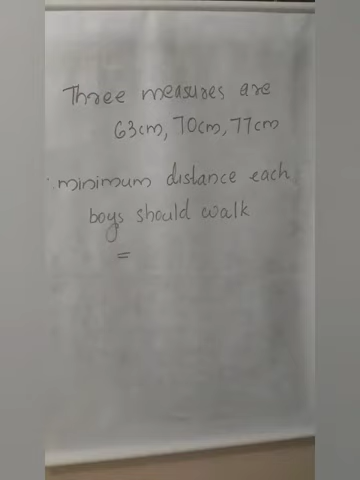 Three measures are
63cm, 70cm, 77cm
minimum distance each
boys should walk
=